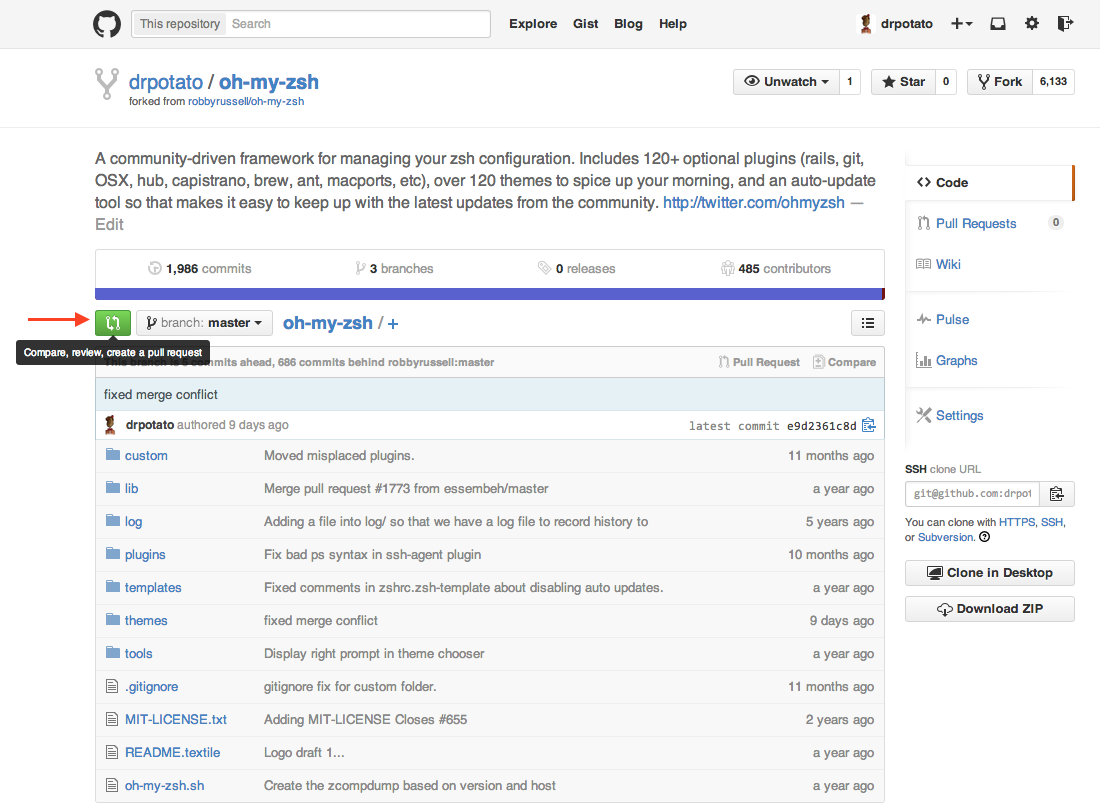 This repository Search Explore Gist Blog Help drpotato
drpotato / oh-my-zsh
forked from robbyrussell/oh-my-zsh
Unwatch 1 Star 0 Fork 6,133
A community-driven framework for managing your zsh configuration. Includes 120+ optional plugins (rails, git,
OSX, hub, capistrano, brew, ant, macports, etc), over 120 themes to spice up your morning, and an auto-update
tool so that makes it easy to keep up with the latest updates from the community. http://twitter.com/ohmyzsh —
Edit
1,986 commits 3 branches 0 releases 485 contributors
branch: master oh-my-zsh / +
Compare, review, create a pull request
commits ahead, 686 commits behind robbyrussell:master Pull Request Compare
fixed merge conflict
drpotato authored 9 days ago latest commit e9d2361c8d
custom Moved misplaced plugins. 11 months ago
lib Merge pull request #1773 from essembeh/master a year ago
log Adding a file into log/ so that we have a log file to record history to 5 years ago
plugins Fix bad ps syntax in ssh-agent plugin 10 months ago
templates Fixed comments in zshrc.zsh-template about disabling auto updates. a year ago
themes fixed merge conflict 9 days ago
tools Display right prompt in theme chooser a year ago
.gitignore gitignore fix for custom folder. 11 months ago
MIT-LICENSE.txt Adding MIT-LICENSE Closes #655 2 years ago
README.textile Logo draft 1... a year ago
oh-my-zsh.sh Create the zcompdump based on version and host a year ago
Code
Pull Requests 0
Wiki
Pulse
Graphs
Settings
SSH clone URL
git@github.com:drpot
You can clone with HTTPS, SSH,
or Subversion.
Clone in Desktop
Download ZIP